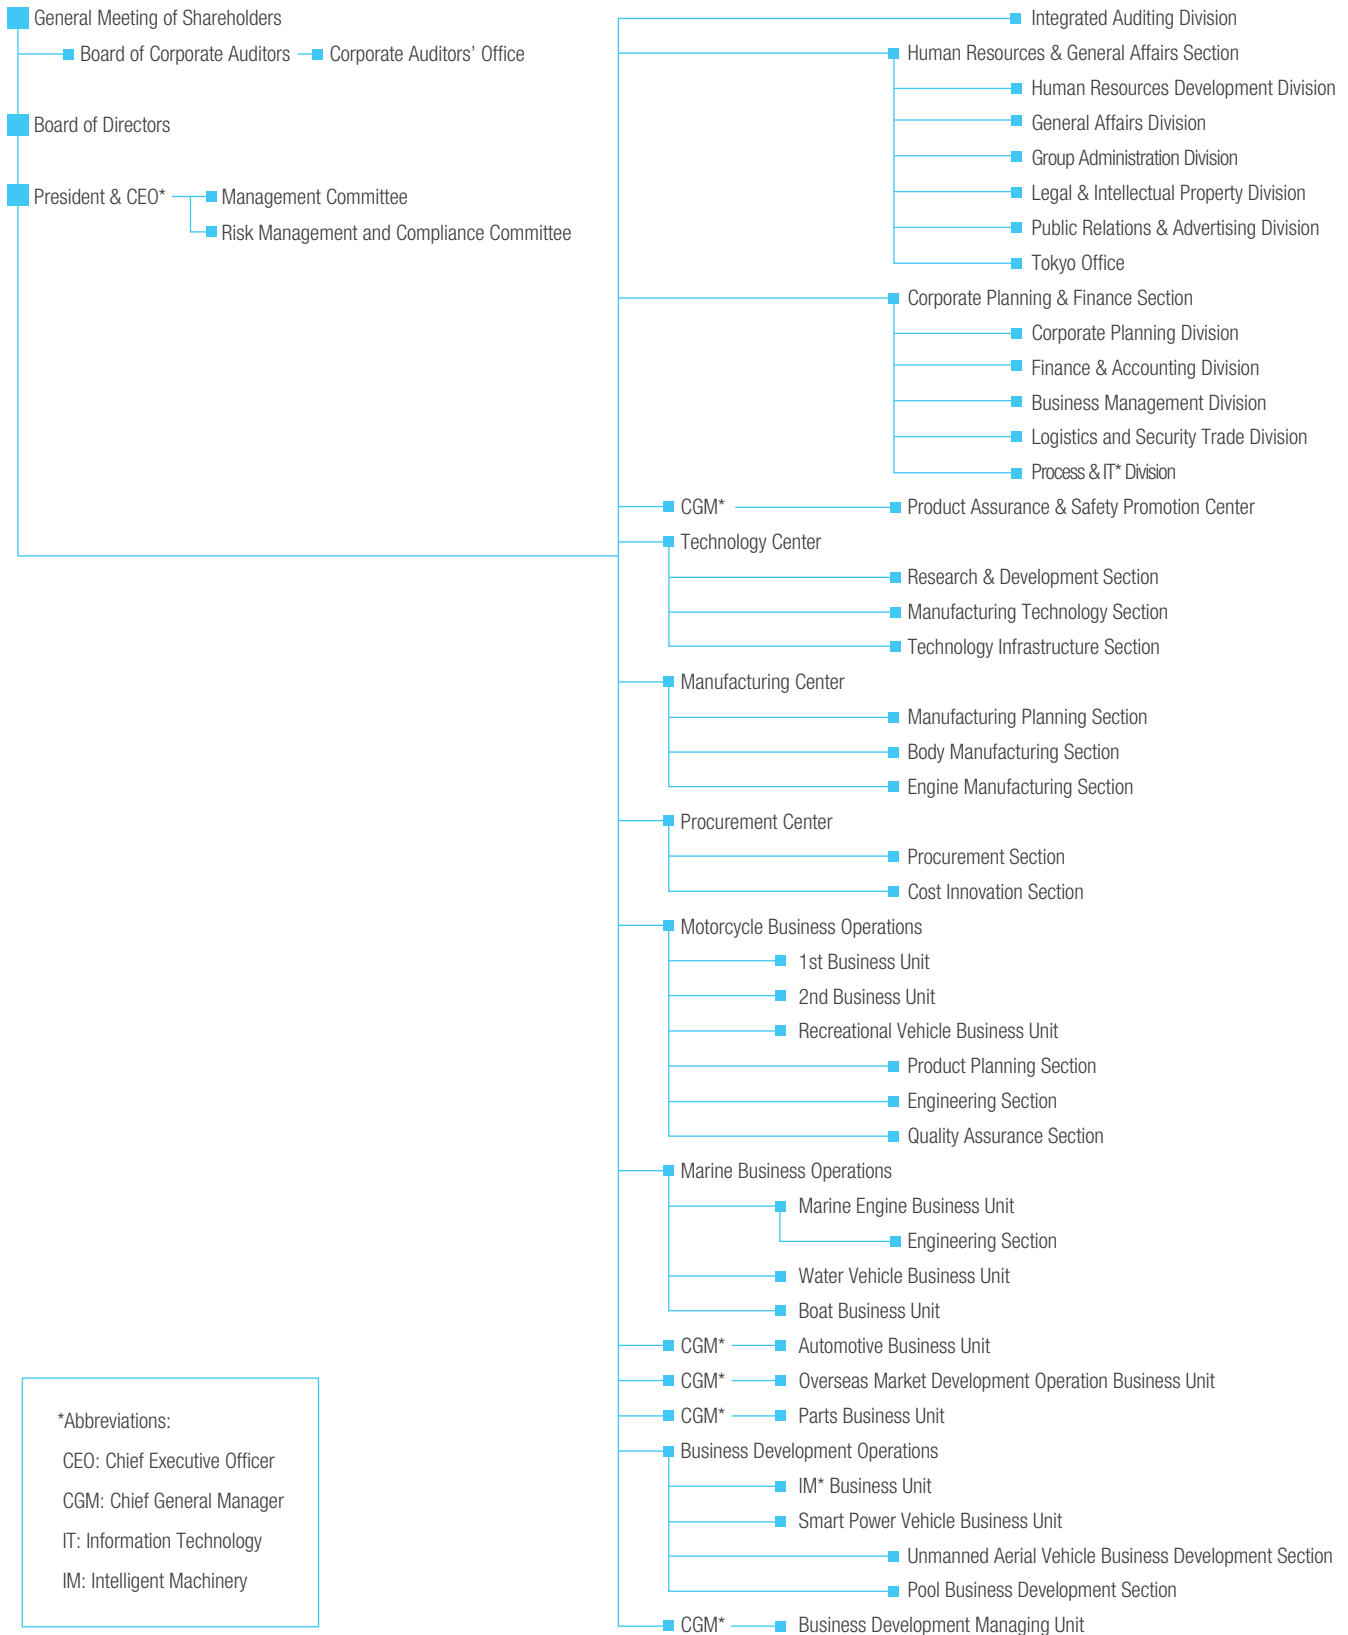 General Meeting of Shareholders
Board of Corporate Auditors
Corporate Auditors’ Office
Board of Directors
President & CEO*
Management Committee
Risk Management and Compliance Committee
Integrated Auditing Division
Human Resources & General Affairs Section
Human Resources Development Division
General Affairs Division
Group Administration Division
Legal & Intellectual Property Division
Public Relations & Advertising Division
Tokyo Office
Corporate Planning & Finance Section
Corporate Planning Division
Finance & Accounting Division
Business Management Division
Logistics and Security Trade Division
Process & IT* Division
CGM*
Product Assurance & Safety Promotion Center
Technology Center
Research & Development Section
Manufacturing Technology Section
Technology Infrastructure Section
Manufacturing Center
Manufacturing Planning Section
Body Manufacturing Section
Engine Manufacturing Section
Procurement Center
Procurement Section
Cost Innovation Section
Motorcycle Business Operations
1st Business Unit
2nd Business Unit
Recreational Vehicle Business Unit
Product Planning Section
Engineering Section
Quality Assurance Section
Marine Business Operations
Marine Engine Business Unit
Engineering Section
Water Vehicle Business Unit
Boat Business Unit
CGM*
Automotive Business Unit
CGM*
Overseas Market Development Operation Business Unit
CGM*
Parts Business Unit
Business Development Operations
IM* Business Unit
Smart Power Vehicle Business Unit
Unmanned Aerial Vehicle Business Development Section
Pool Business Development Section
CGM*
Business Development Managing Unit
*Abbreviations:
CEO: Chief Executive Officer
CGM: Chief General Manager
IT: Information Technology
IM: Intelligent Machinery